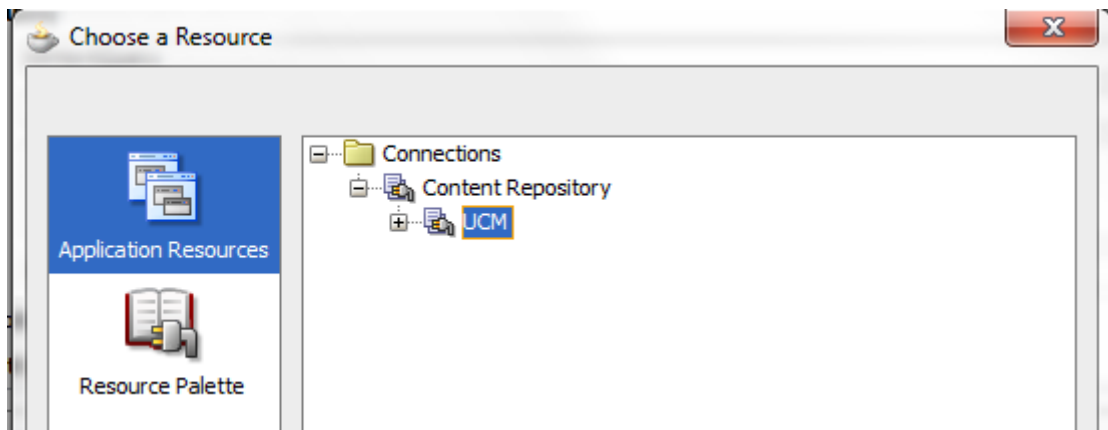 Choose a Resource
Application Resources
Resource Palette
Connections
Content Repository
UCM